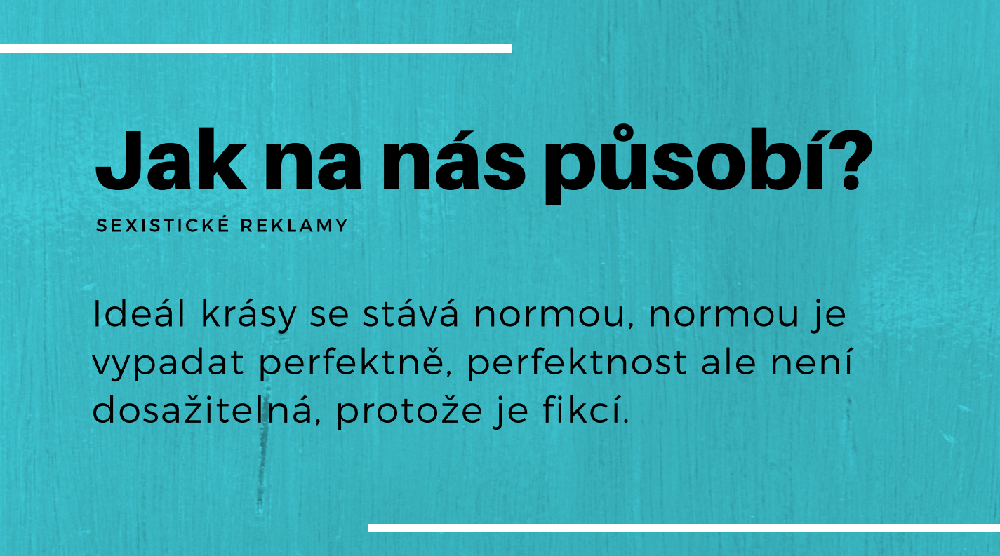 Jak na nás působí?
SEXISTICKÉ REKLAMY
Ideál krásy se stává normou, normou je
vypadat perfektně, perfektnost ale není
dosažitelná, protože je fikcí.